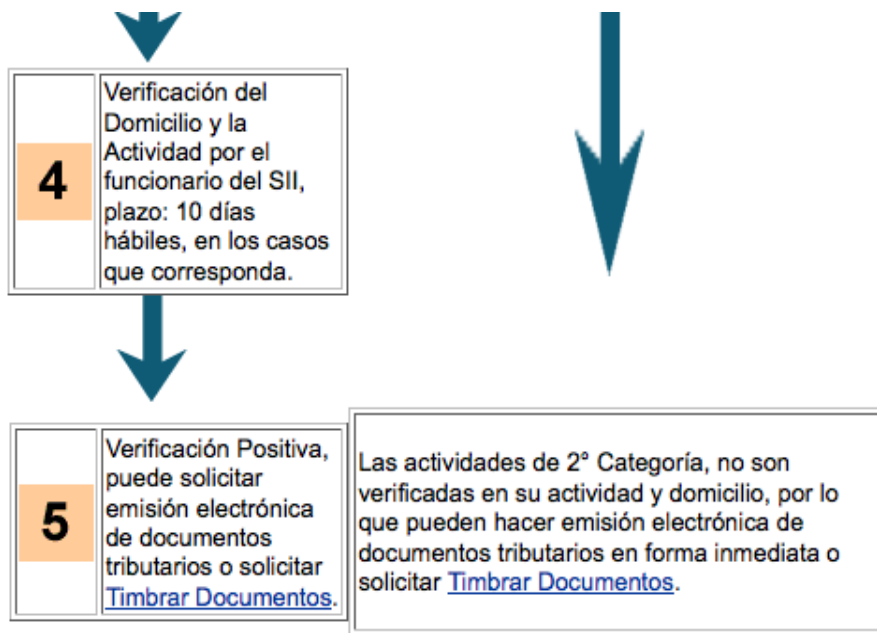 4
Verificación del
Domicilio y la
Actividad por el
funcionario del SII,
plazo: 10 días
hábiles, en los casos
que corresponda.
5
Verificación Positiva,
puede solicitar
emisión electrónica
de documentos
tributarios o solicitar
Timbrar Documentos.
Las actividades de 2° Categoría, no son
verificadas en su actividad y domicilio, por lo
que pueden hacer emisión electrónica de
documentos tributarios en forma inmediata o
solicitar Timbrar Documentos.